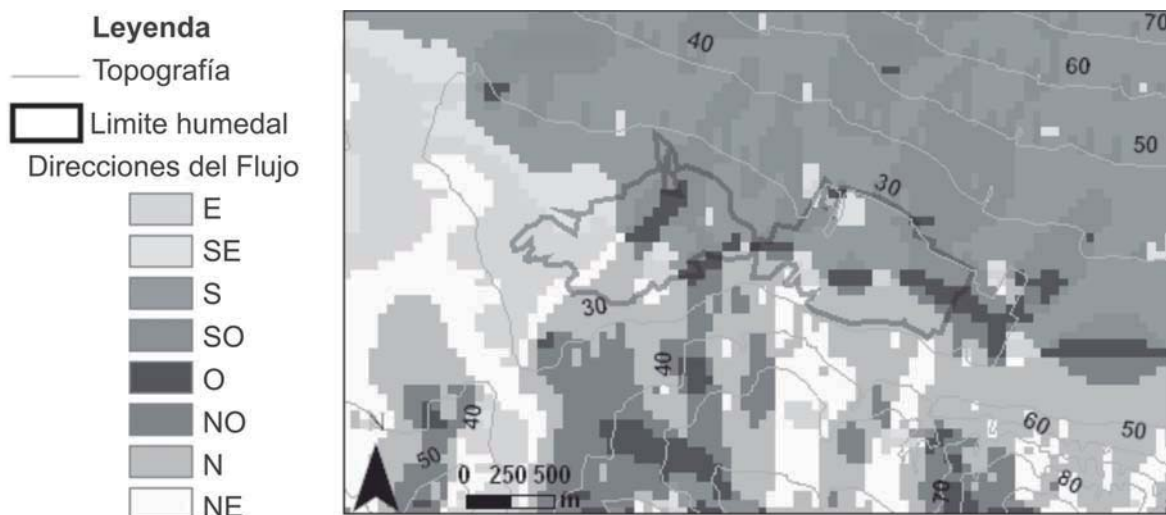 Leyenda
Topografía
Limite humedal
Direcciones del Flujo
E
SE
S
SO
O
NO
N
NE
70
40
60
50
30
30
40
40
50
60
50
70
80
N
0 250 500
m